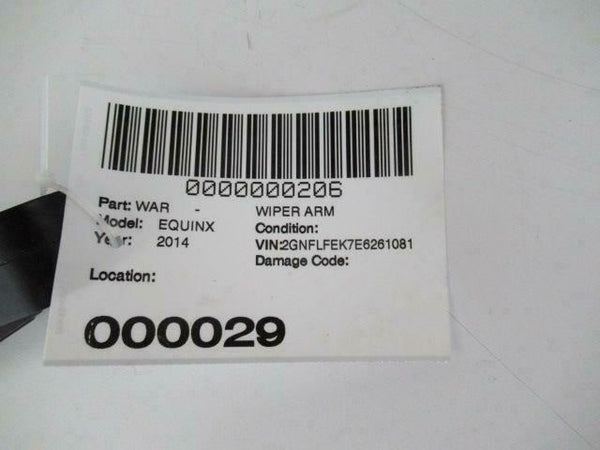 0000000206
Part: WAR - WIPER ARM
Model: EQUINX Condition:
Year: 2014 VIN:2GNFLFEK7E6261081
Damage Code:
Location:
000029